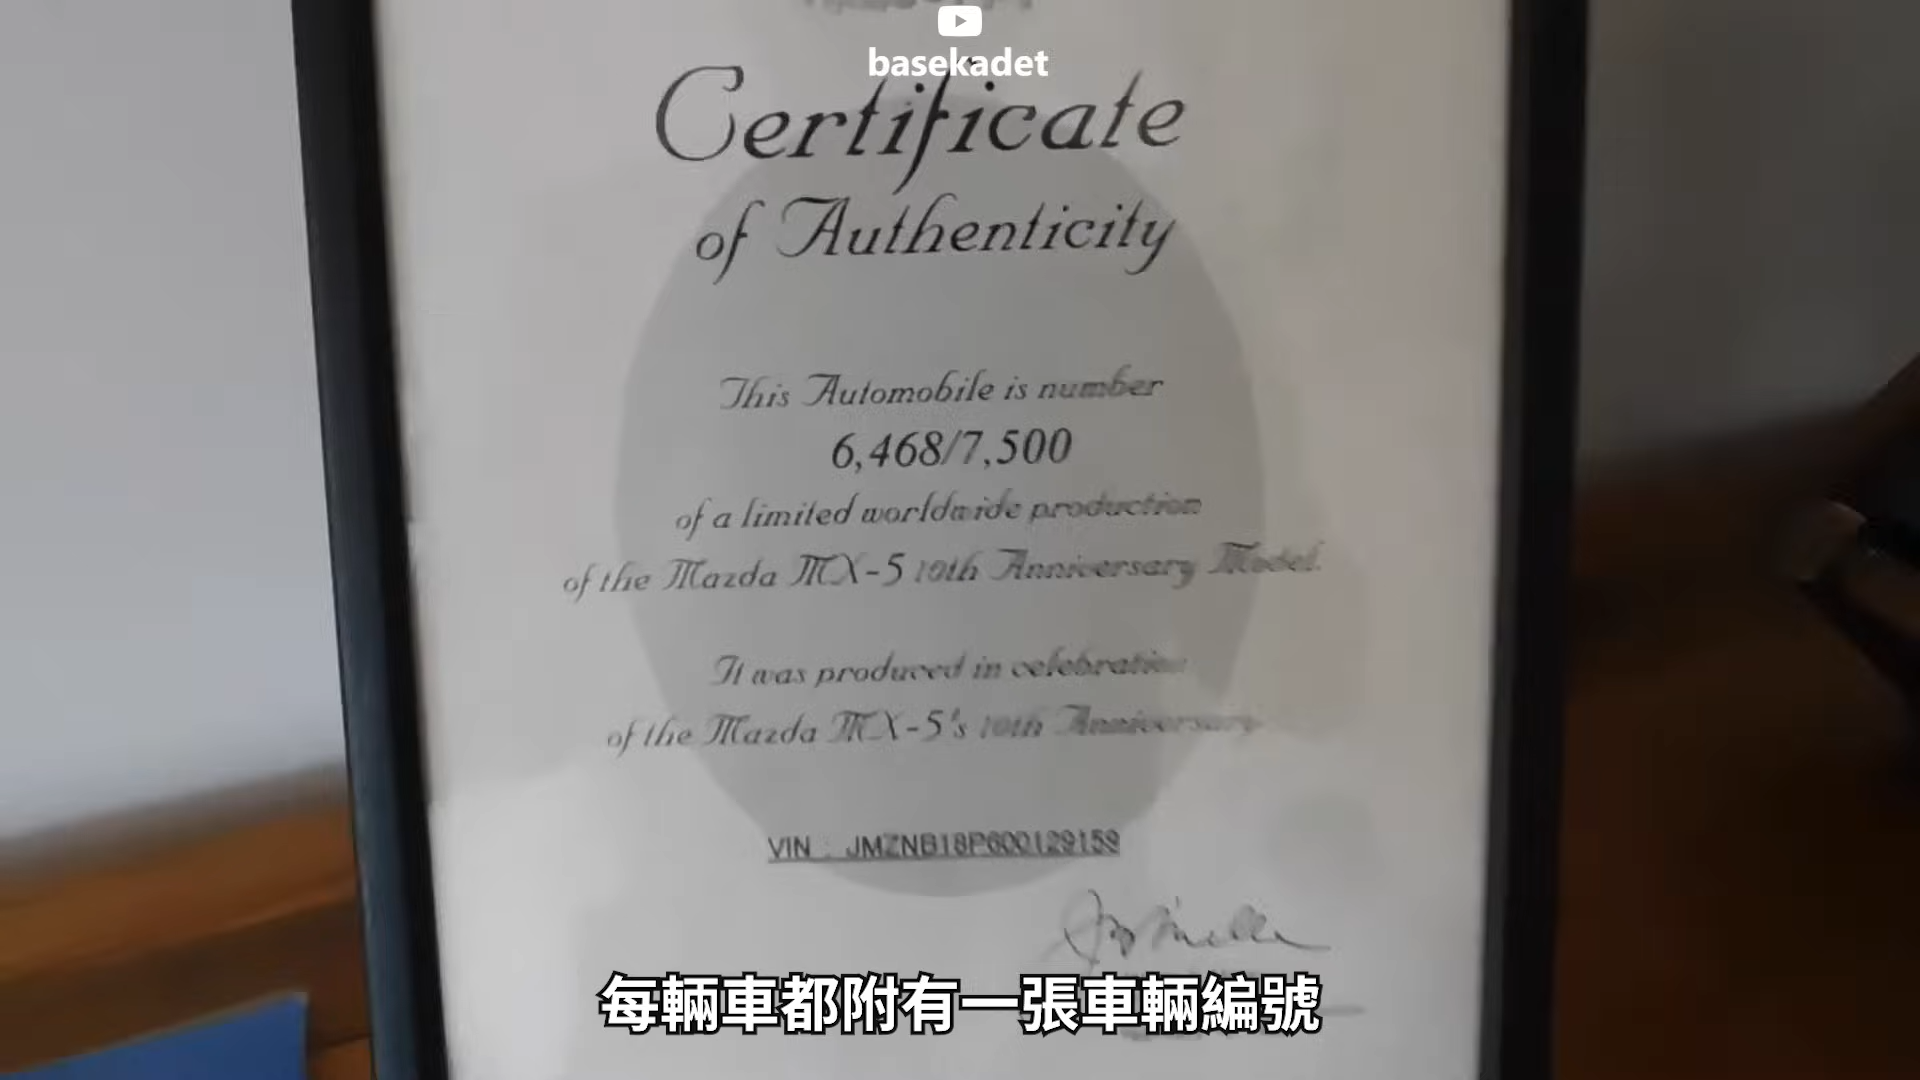 basekadet
Certificate
of Authenticity
This Automobile is number
6,468/7,500
of a limited worldwide production
of the Mazda MX-5 10th Anniversary Model.
It was produced in celebration
of the Mazda MX-5's 10th Anniversary
VIN : JMZNB18P600129159
每輛車都附有一張車輛編號